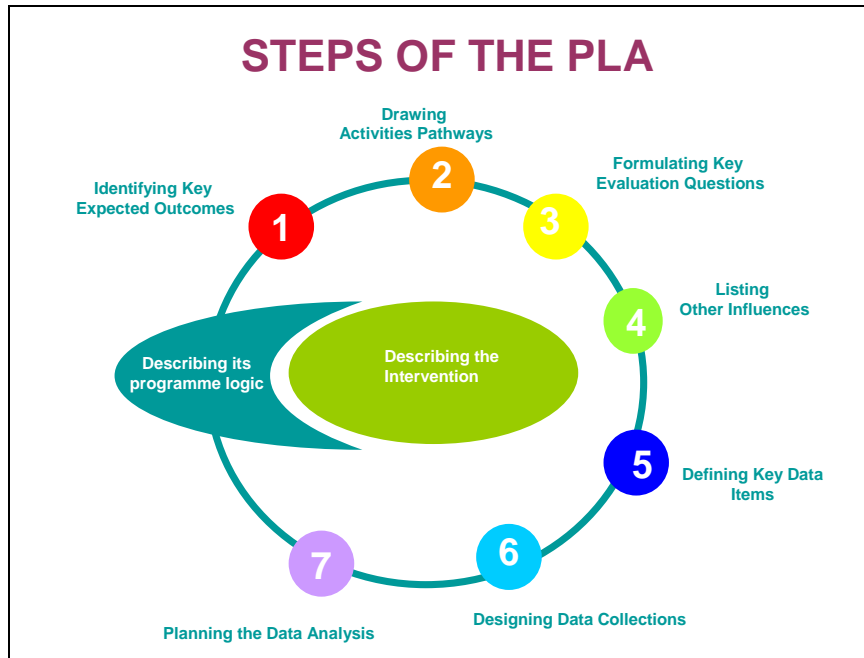 STEPS OF THE PLA
Drawing
Activities Pathways
2
Formulating Key
Evaluation Questions
3
Identifying Key
Expected Outcomes
1
Listing
Other Influences
4
Describing its
programme logic
Describing the
Intervention
5
Defining Key Data
Items
6
Designing Data Collections
7
Planning the Data Analysis